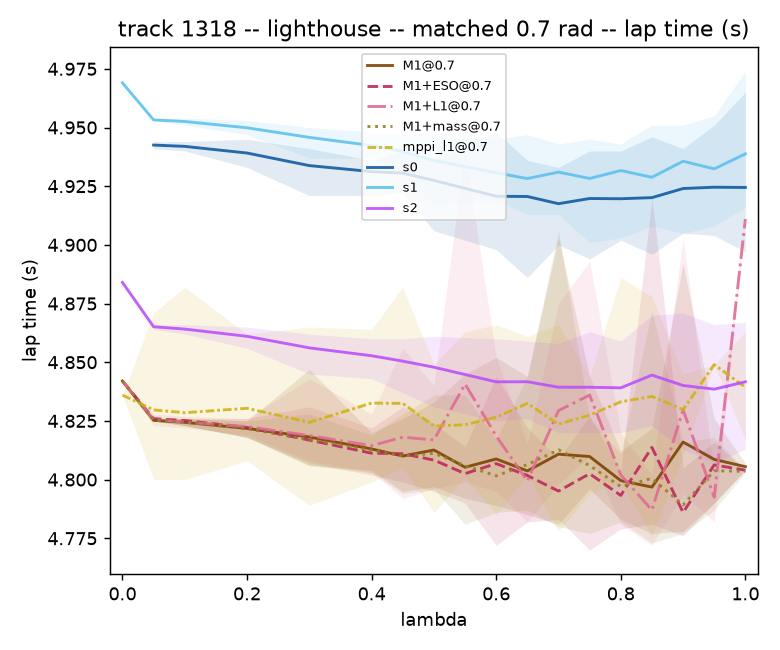 track 1318 -- lighthouse -- matched 0.7 rad -- lap time (s)
4.975
4.950
4.925
4.900
4.875
4.850
4.825
4.800
4.775
lap time (s)
M1@0.7
M1+ESO@0.7
M1+L1@0.7
M1+mass@0.7
mppi_l1@0.7
s0
s1
s2
0.0 0.2 0.4 0.6 0.8 1.0
lambda